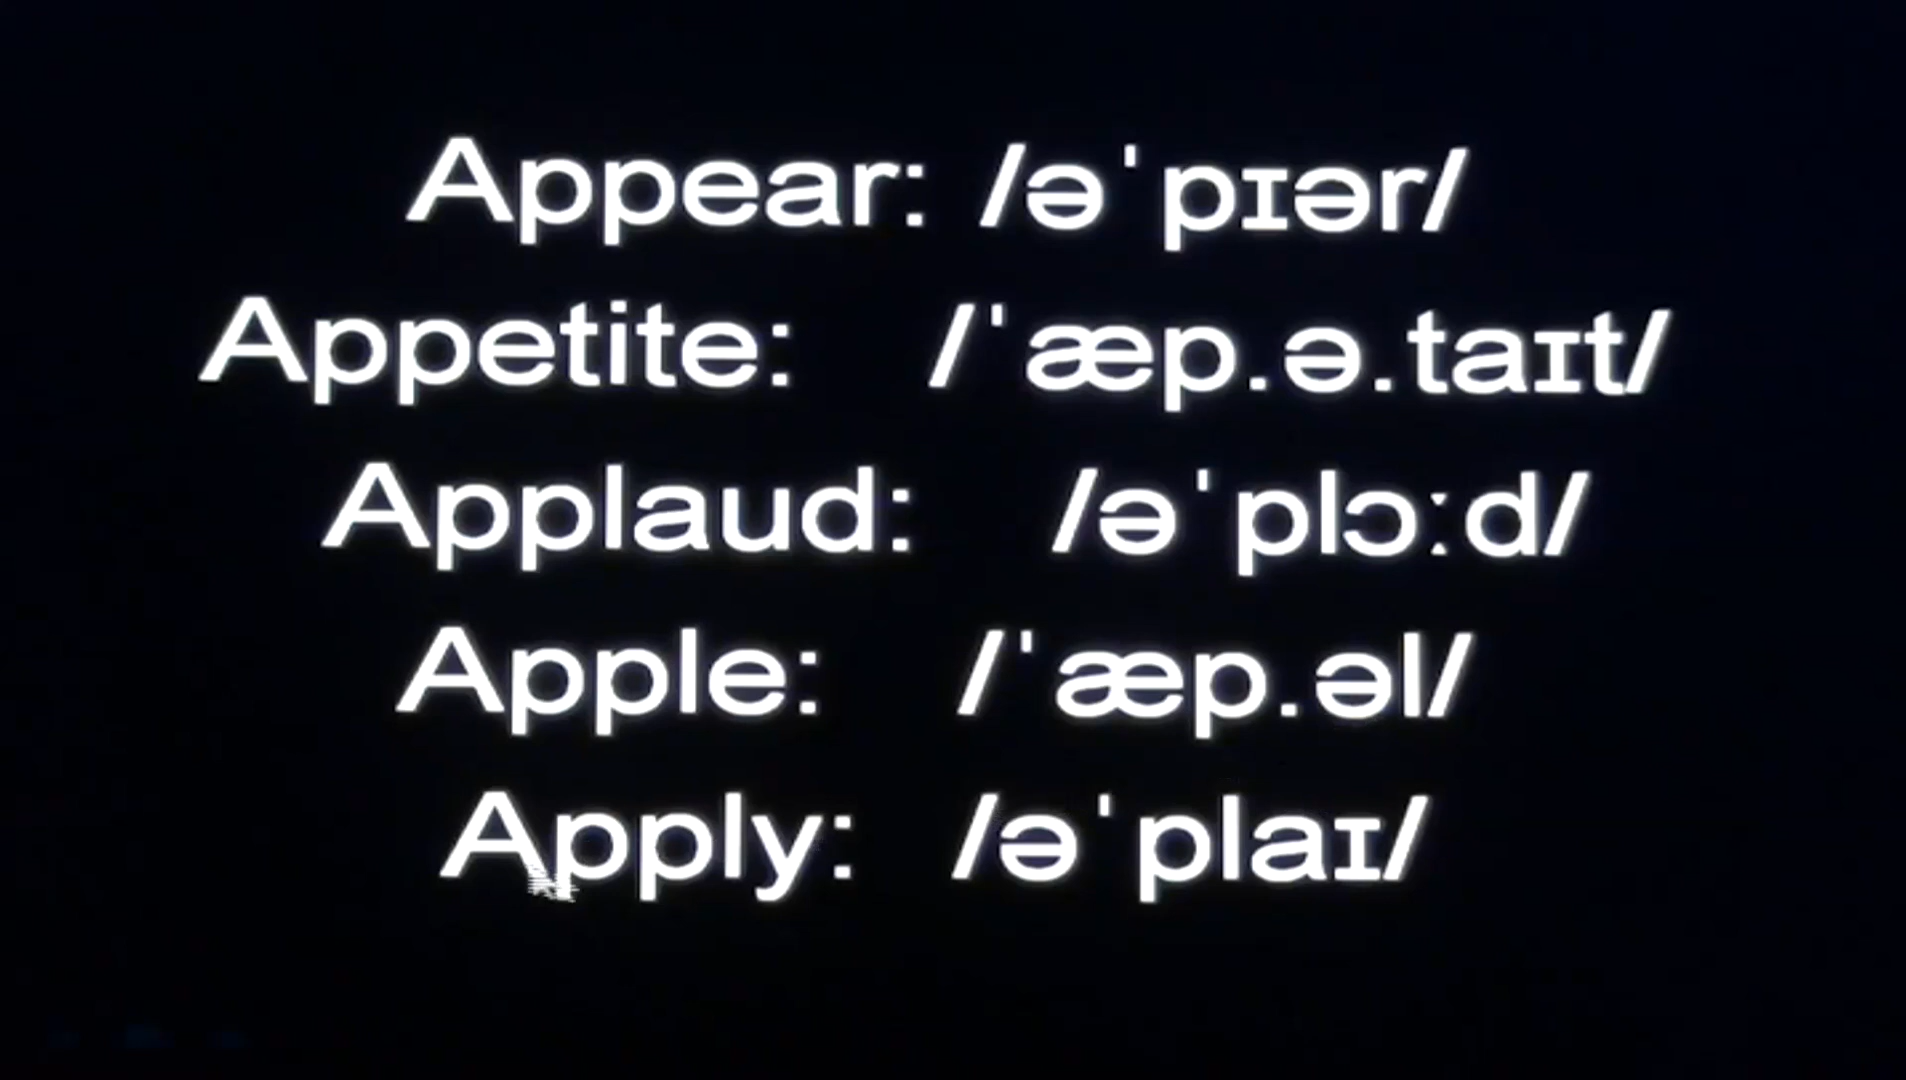 Appear: /əˈpɪər/
Appetite: /ˈæp.ə.taɪt/
Applaud: /əˈplɔːd/
Apple: /ˈæp.əl/
Apply: /əˈplaɪ/